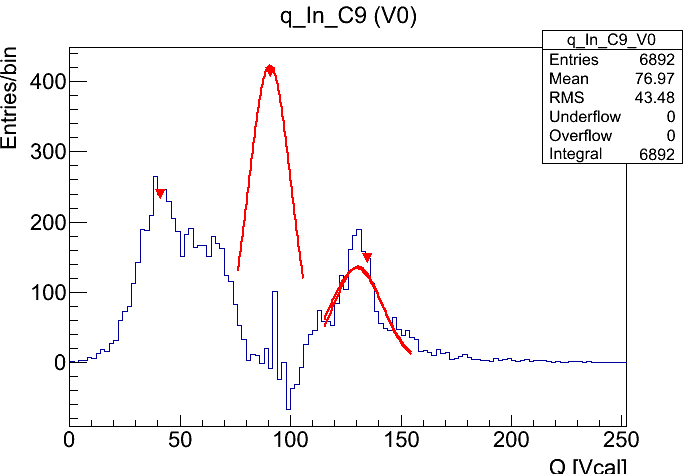 q_In_C9 (V0)
q_In_C9_V0
Entries 6892
Mean 76.97
RMS 43.48
Underflow 0
Overflow 0
Integral 6892
Entries/bin
400
300
200
100
0
0 50 100 150 200 250
Q [Vcal]